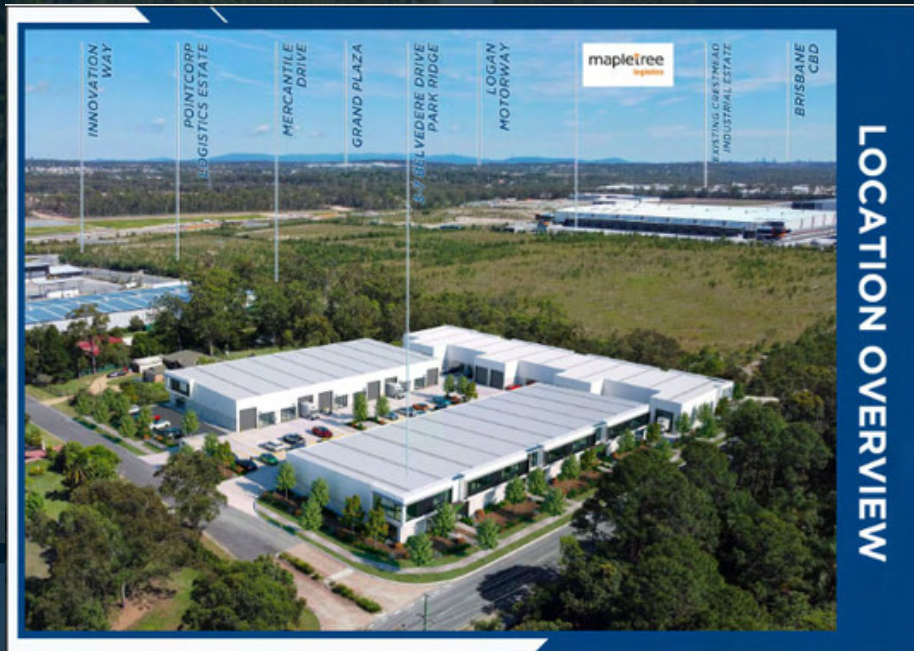 INNOVATION
WAY
POINTCORP
LOGISTICS ESTATE
MERCANTILE
DRIVE
GRAND PLAZA
BELVEDERE DRIVE
PARK RIDGE
LOGAN
MOTORWAY
mapletree
logistics
EXISTING CRESTMEAD
INDUSTRIAL ESTATE
BRISBANE
CBD
LOCATION OVERVIEW